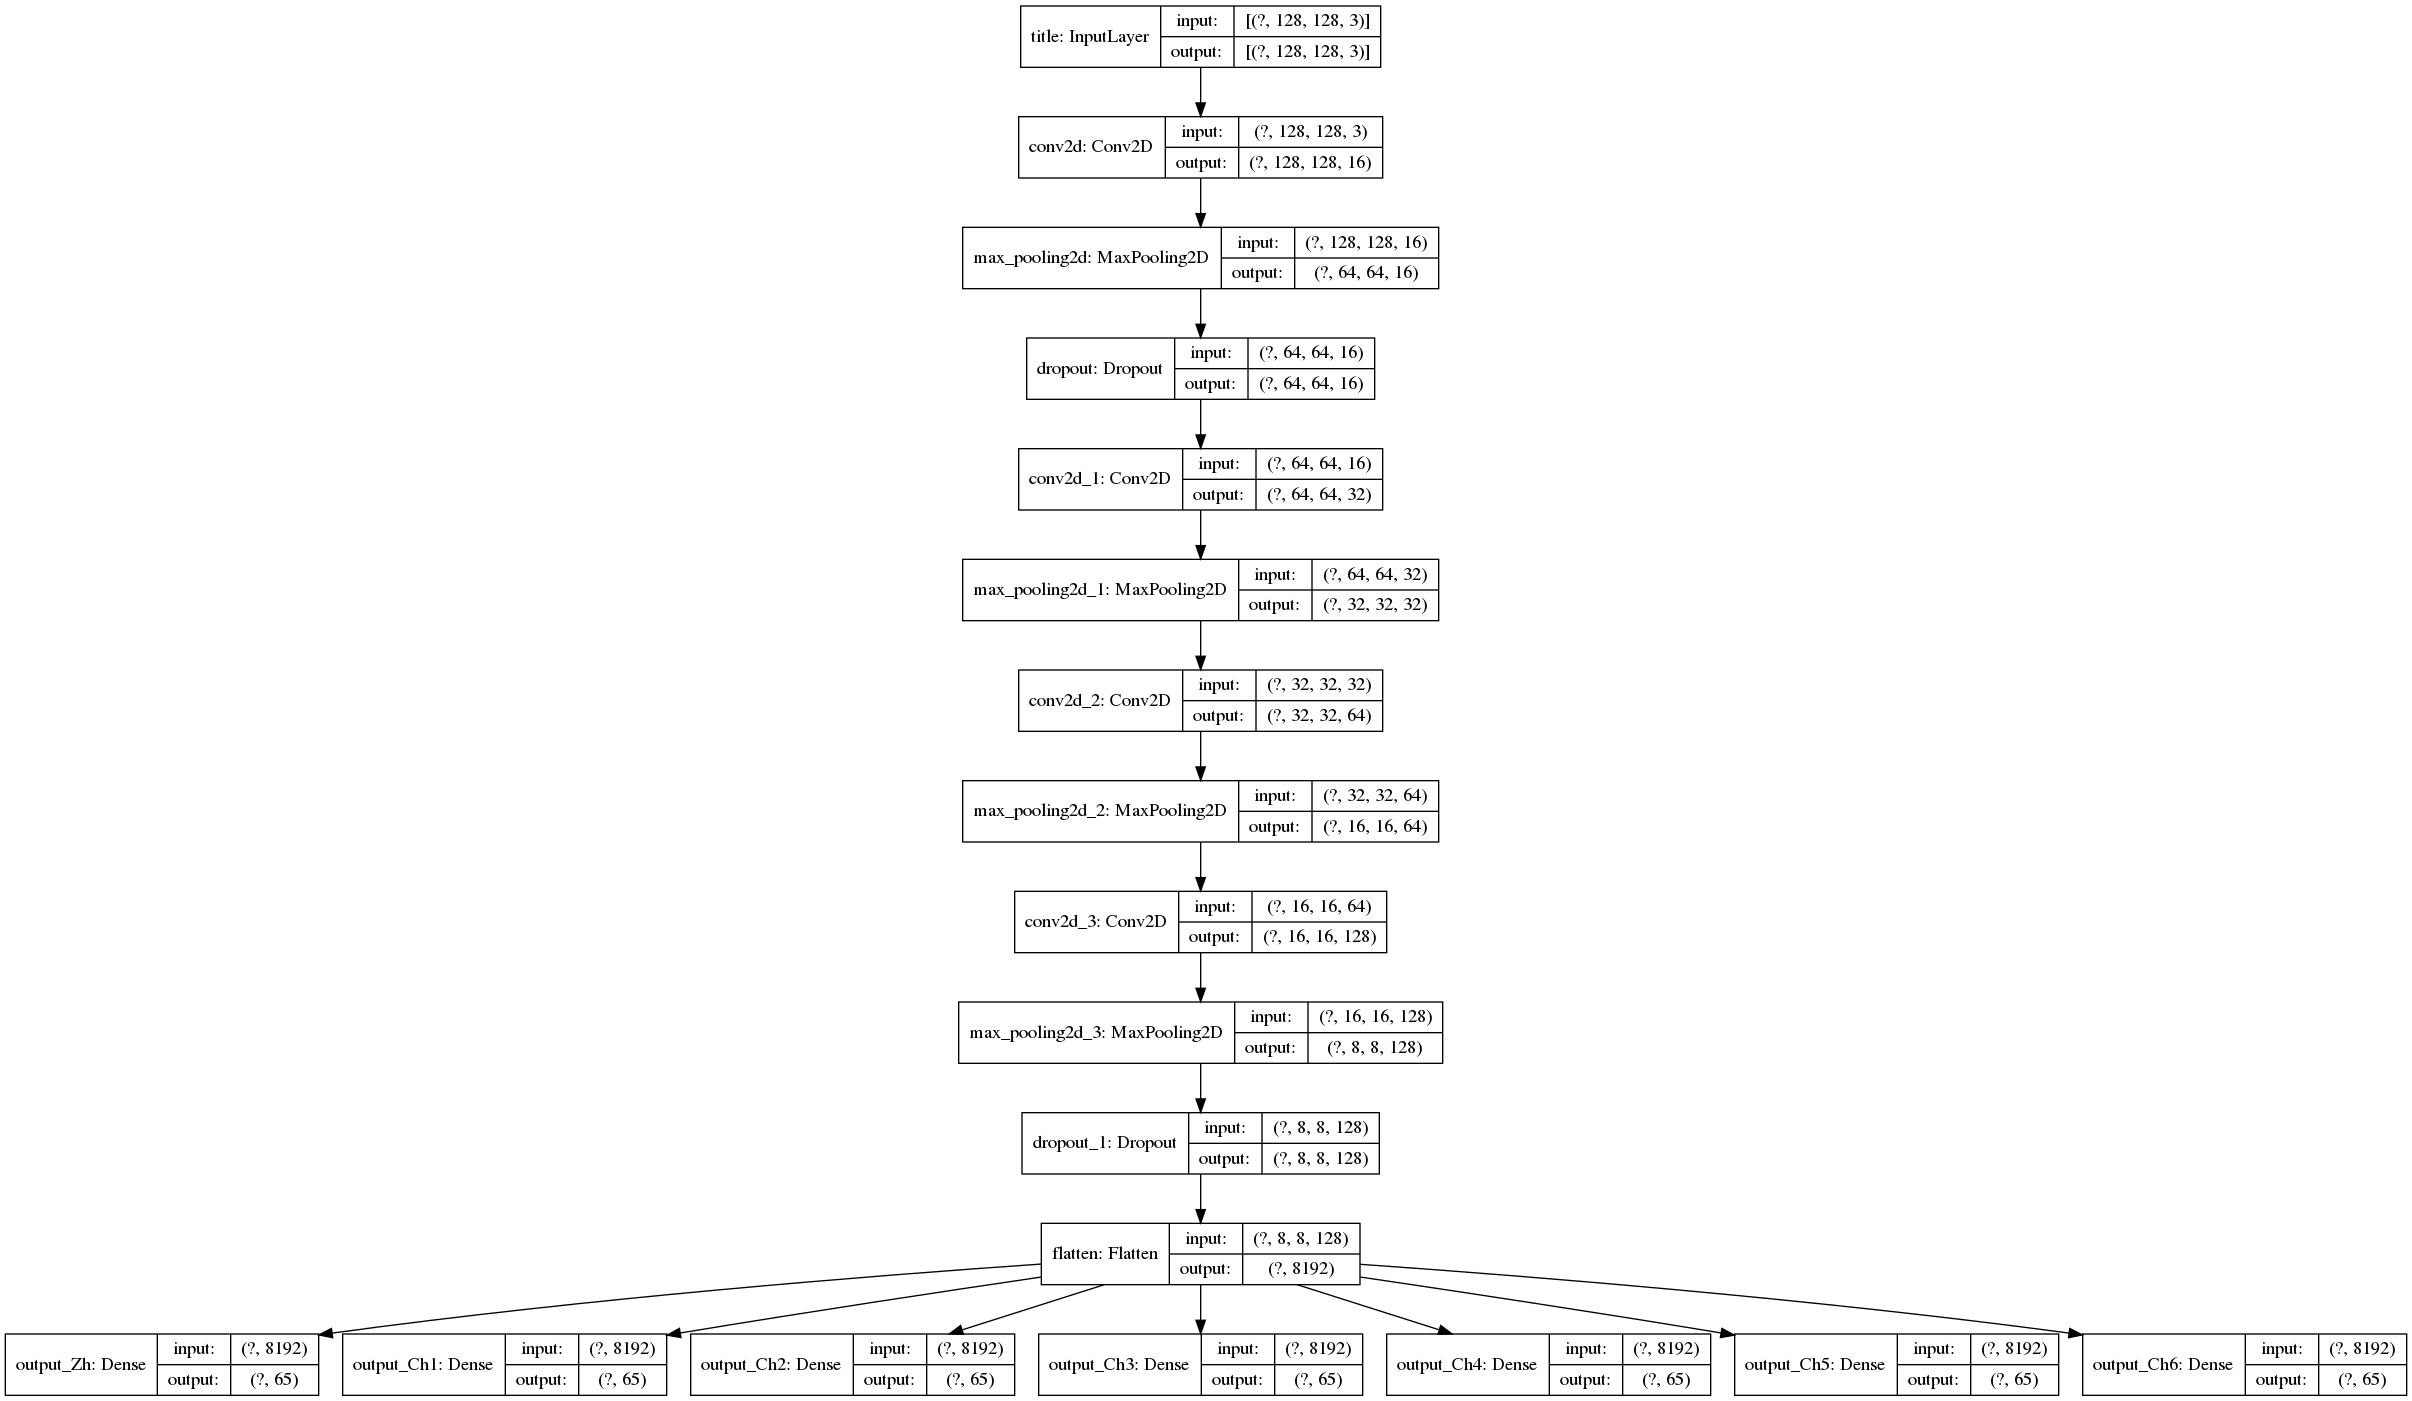 title: InputLayer
input: [(?, 128, 128, 3)]
output: [(?, 128, 128, 3)]
conv2d: Conv2D
input: (?, 128, 128, 3)
output: (?, 128, 128, 16)
max_pooling2d: MaxPooling2D
input: (?, 128, 128, 16)
output: (?, 64, 64, 16)
dropout: Dropout
input: (?, 64, 64, 16)
output: (?, 64, 64, 16)
conv2d_1: Conv2D
input: (?, 64, 64, 16)
output: (?, 64, 64, 32)
max_pooling2d_1: MaxPooling2D
input: (?, 64, 64, 32)
output: (?, 32, 32, 32)
conv2d_2: Conv2D
input: (?, 32, 32, 32)
output: (?, 32, 32, 64)
max_pooling2d_2: MaxPooling2D
input: (?, 32, 32, 64)
output: (?, 16, 16, 64)
conv2d_3: Conv2D
input: (?, 16, 16, 64)
output: (?, 16, 16, 128)
max_pooling2d_3: MaxPooling2D
input: (?, 16, 16, 128)
output: (?, 8, 8, 128)
dropout_1: Dropout
input: (?, 8, 8, 128)
output: (?, 8, 8, 128)
flatten: Flatten
input: (?, 8, 8, 128)
output: (?, 8192)
output_Zh: Dense
input: (?, 8192)
output: (?, 65)
output_Ch1: Dense
input: (?, 8192)
output: (?, 65)
output_Ch2: Dense
input: (?, 8192)
output: (?, 65)
output_Ch3: Dense
input: (?, 8192)
output: (?, 65)
output_Ch4: Dense
input: (?, 8192)
output: (?, 65)
output_Ch5: Dense
input: (?, 8192)
output: (?, 65)
output_Ch6: Dense
input: (?, 8192)
output: (?, 65)